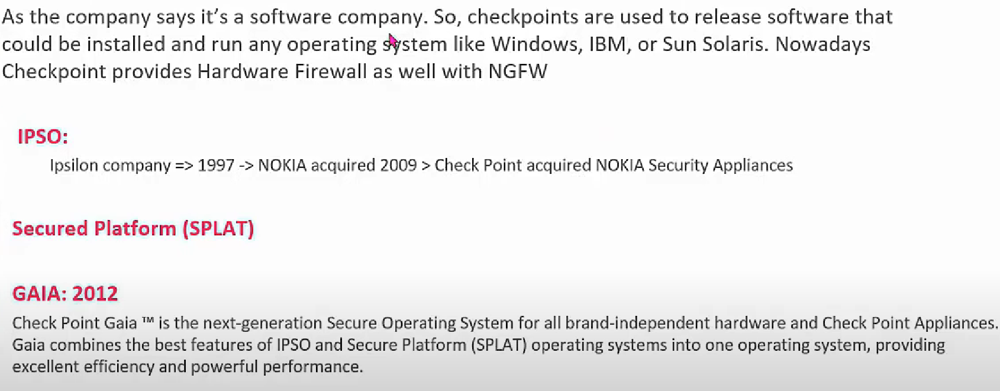 As the company says it’s a software company. So, checkpoints are used to release software that
could be installed and run any operating system like Windows, IBM, or Sun Solaris. Nowadays
Checkpoint provides Hardware Firewall as well with NGFW
IPSO:
Ipsilon company => 1997 -> NOKIA acquired 2009 > Check Point acquired NOKIA Security Appliances
Secured Platform (SPLAT)
GAIA: 2012
Check Point Gaia ™ is the next-generation Secure Operating System for all brand-independent hardware and Check Point Appliances.
Gaia combines the best features of IPSO and Secure Platform (SPLAT) operating systems into one operating system, providing
excellent efficiency and powerful performance.